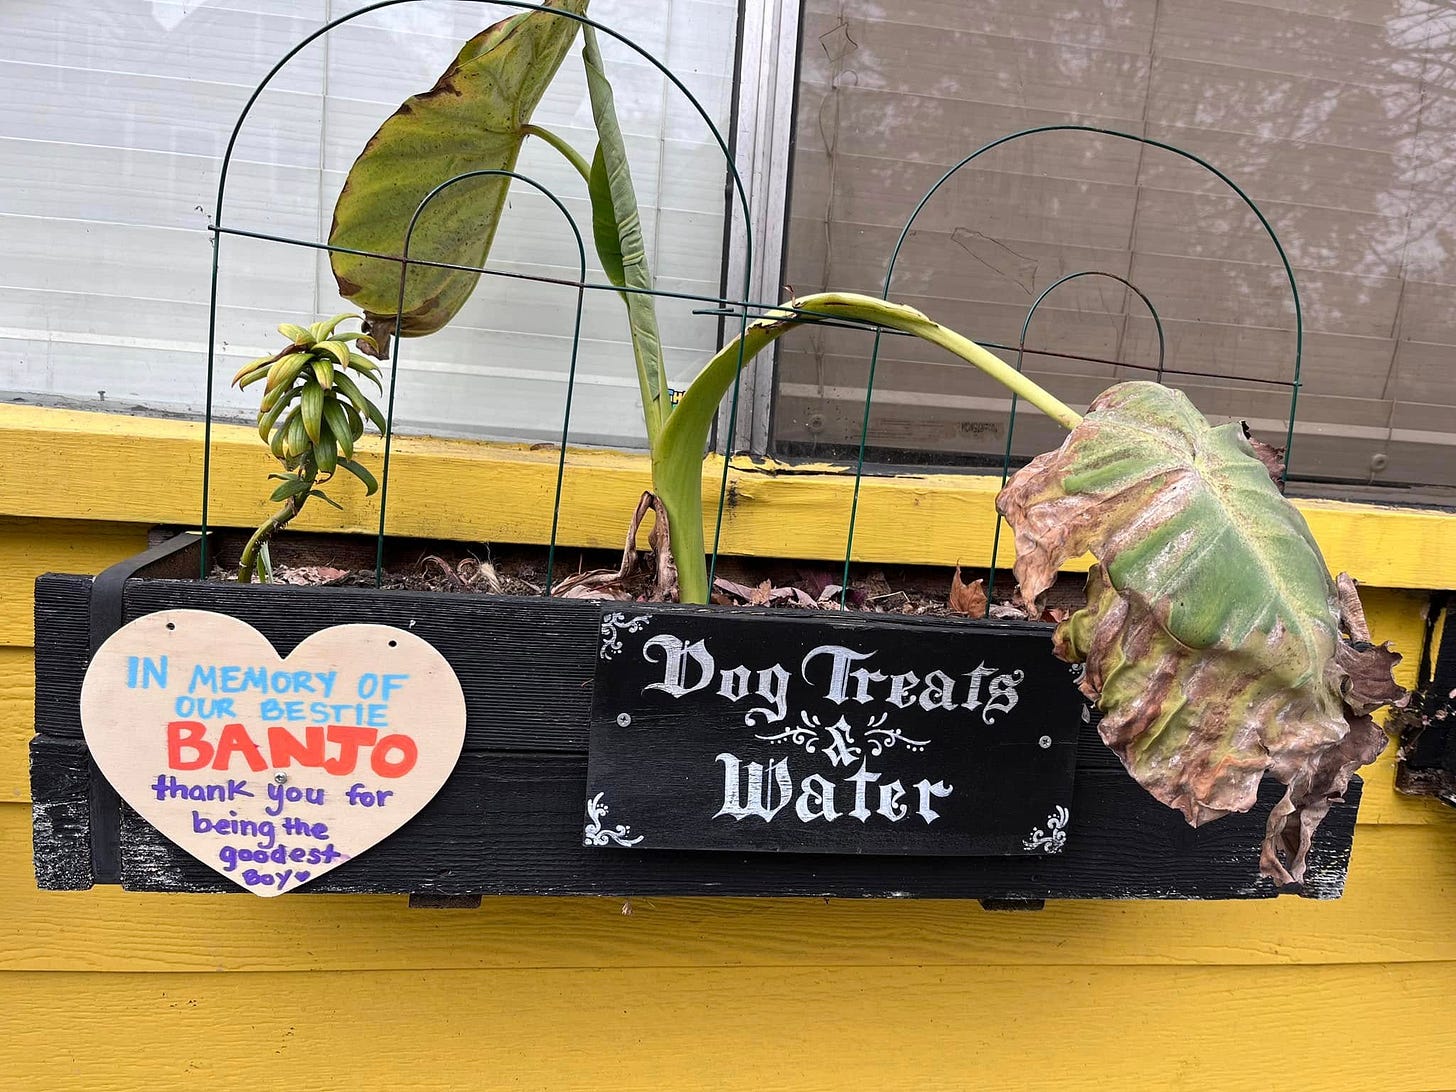 IN MEMORY OF
OUR BESTIE
BANJO
thank you for
being the
goodest
BOY♥
Dog Treats
&
Water